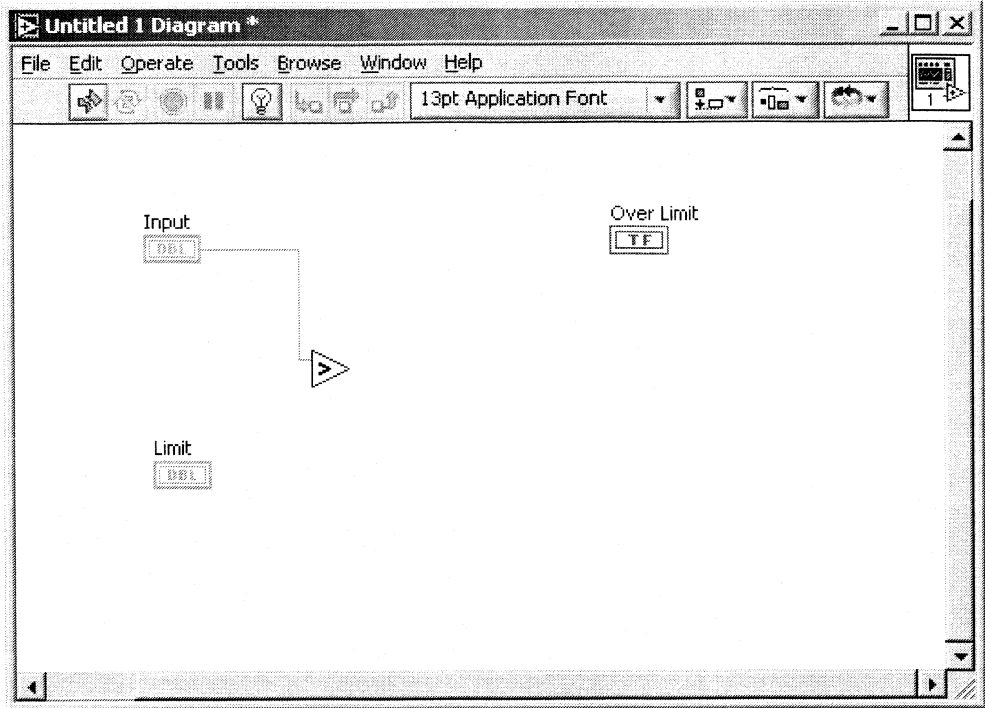 Untitled 1 Diagram *
File Edit Operate Tools Browse Window Help
13pt Application Font
1
Input
DBL
Over Limit
TF
>
Limit
DBL